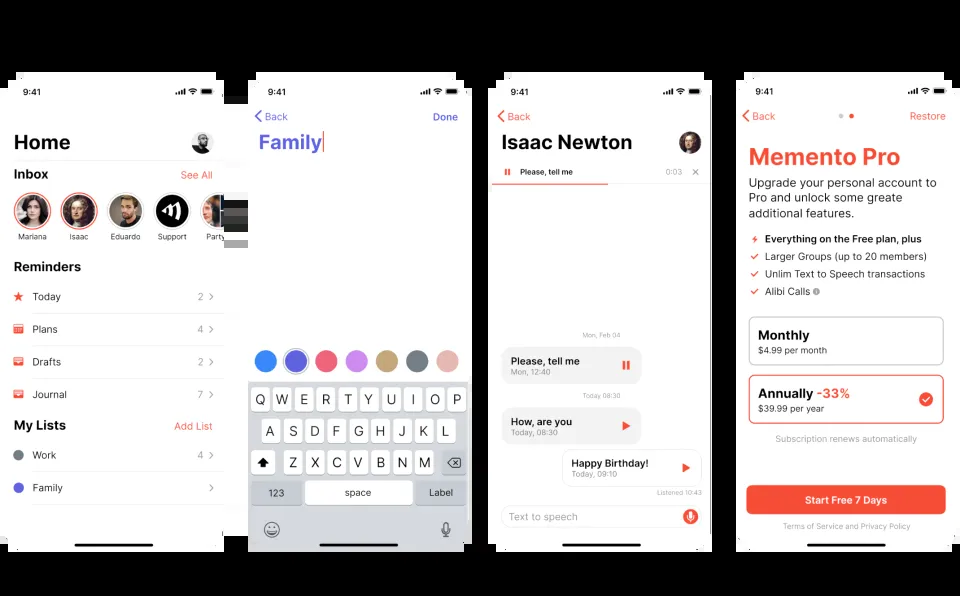 9:41
Home
Inbox
See All
Mariana
Isaac
Eduardo
Support
Party
Reminders
Today 2
Plans 4
Drafts 2
Journal 7
My Lists
Add List
Work 4
Family
9:41
Back
Done
Family
Q W E R T Y U I O P
A S D F G H J K L
Z X C V B N M
123
space
Label
9:41
Back
Isaac Newton
Please, tell me
0:03
Mon, Feb 04
Please, tell me
Mon, 12:40
Today 08:30
How, are you
Today, 08:30
Happy Birthday!
Today, 09:10
Listened 10:43
Text to speech
9:41
Back
Restore
Memento Pro
Upgrade your personal account to
Pro and unlock some greate
additional features.
Everything on the Free plan, plus
Larger Groups (up to 20 members)
Unlim Text to Speech transactions
Alibi Calls
Monthly
$4.99 per month
Annually -33%
$39.99 per year
Subscription renews automatically
Start Free 7 Days
Terms of Service and Privacy Policy